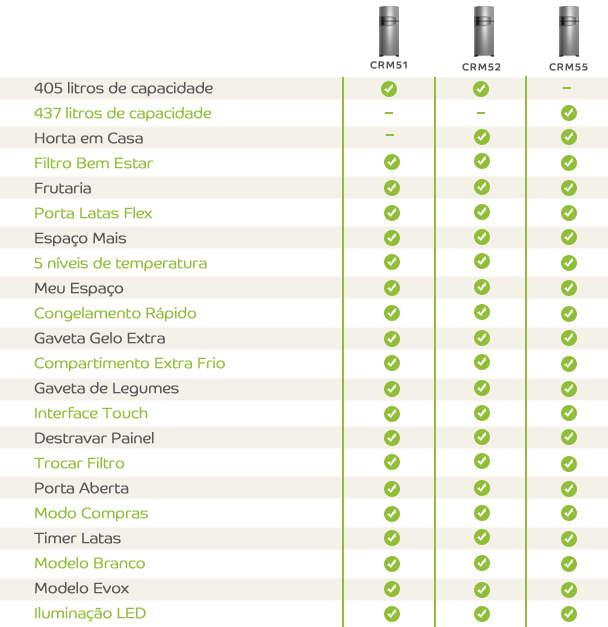 CRM51 CRM52 CRM55
405 litros de capacidade
437 litros de capacidade
Horta em Casa
Filtro Bem Estar
Frutaria
Porta Latas Flex
Espaço Mais
5 níveis de temperatura
Meu Espaço
Congelamento Rápido
Gaveta Gelo Extra
Compartimento Extra Frio
Gaveta de Legumes
Interface Touch
Destravar Painel
Trocar Filtro
Porta Aberta
Modo Compras
Timer Latas
Modelo Branco
Modelo Evox
Iluminação LED